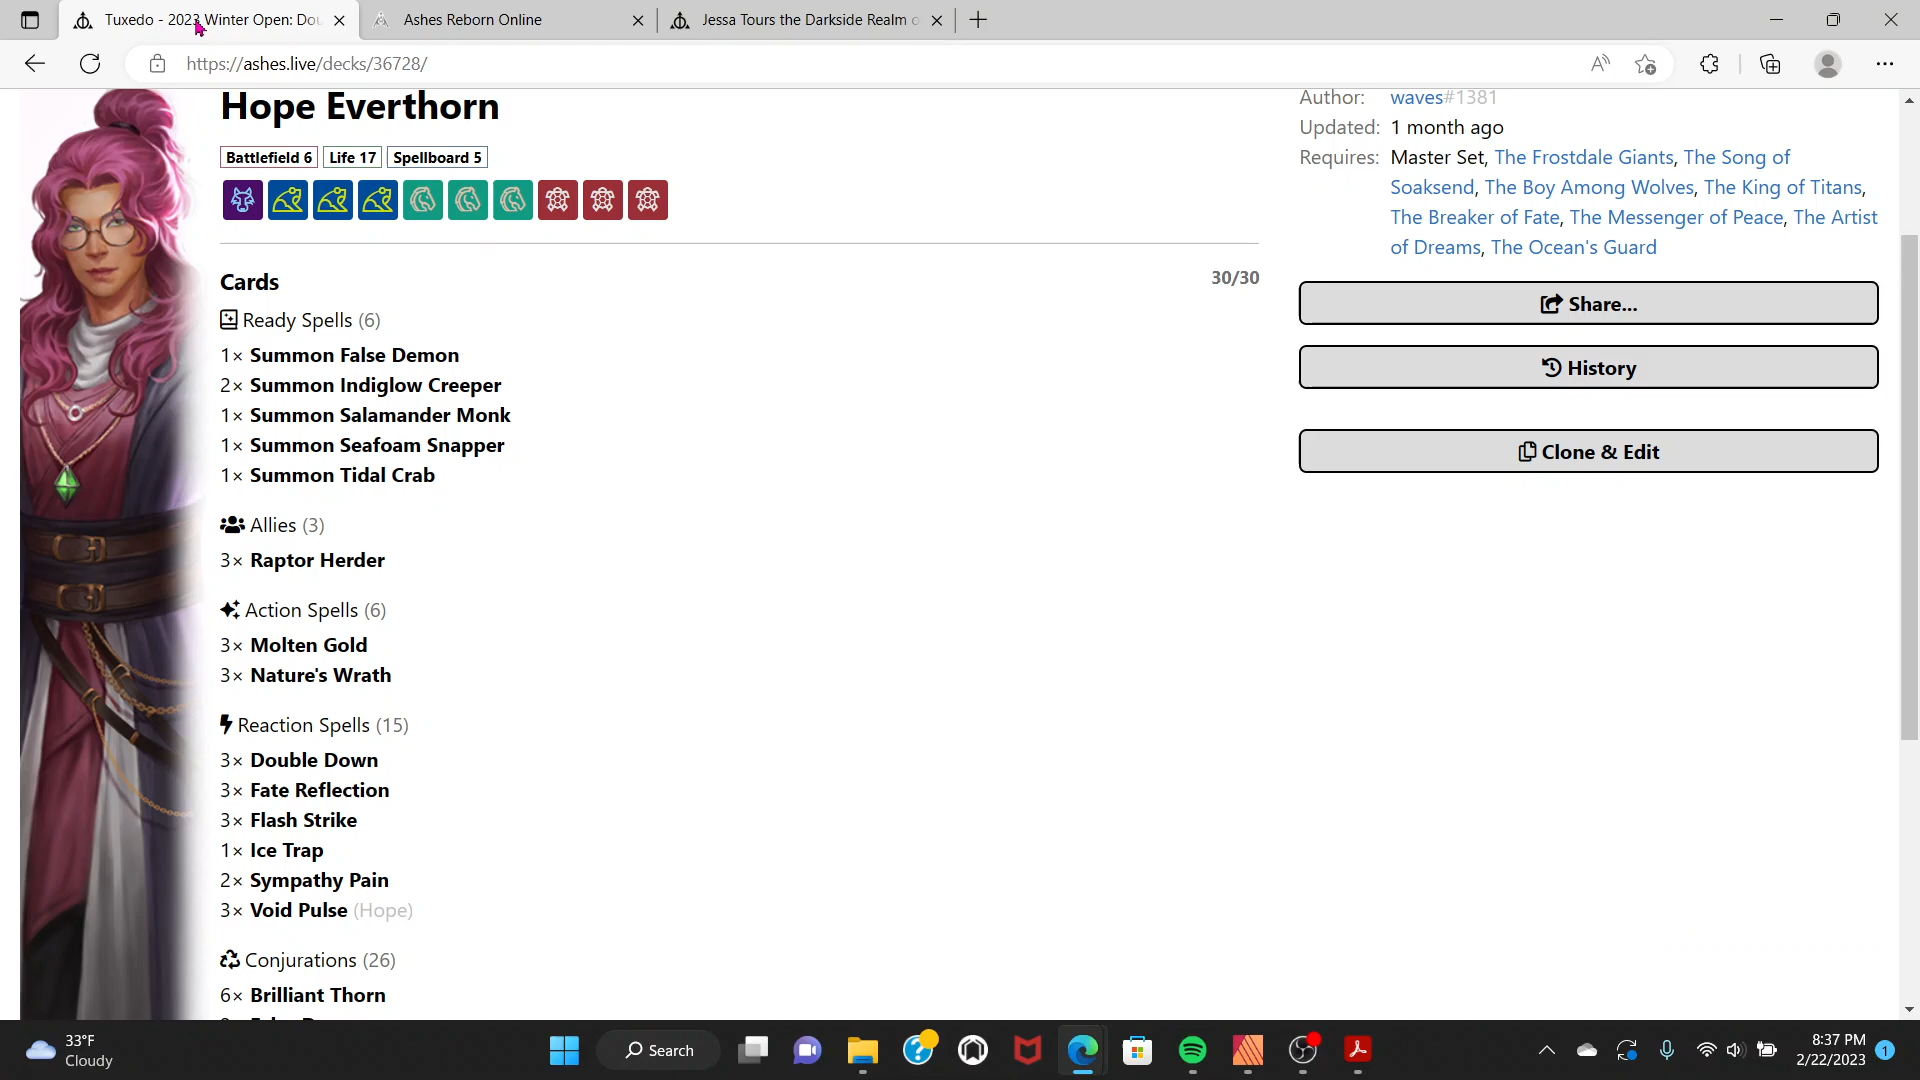 Tuxedo - 2023 Winter Open: Dou
Ashes Reborn Online
Jessa Tours the Darkside Realm o
https://ashes.live/decks/36728/
Hope Everthorn
Battlefield 6 Life 17 Spellboard 5
Cards 30/30
Ready Spells (6)
1× Summon False Demon
2× Summon Indiglow Creeper
1× Summon Salamander Monk
1× Summon Seafoam Snapper
1× Summon Tidal Crab
Allies (3)
3× Raptor Herder
Action Spells (6)
3× Molten Gold
3× Nature's Wrath
Reaction Spells (15)
3× Double Down
3× Fate Reflection
3× Flash Strike
1× Ice Trap
2× Sympathy Pain
3× Void Pulse (Hope)
Conjurations (26)
6× Brilliant Thorn
Author: waves#1381
Updated: 1 month ago
Requires: Master Set, The Frostdale Giants, The Song of
Soaksend, The Boy Among Wolves, The King of Titans,
The Breaker of Fate, The Messenger of Peace, The Artist
of Dreams, The Ocean's Guard
Share...
History
Clone & Edit
33°F
Cloudy
Search
8:37 PM
2/22/2023
1